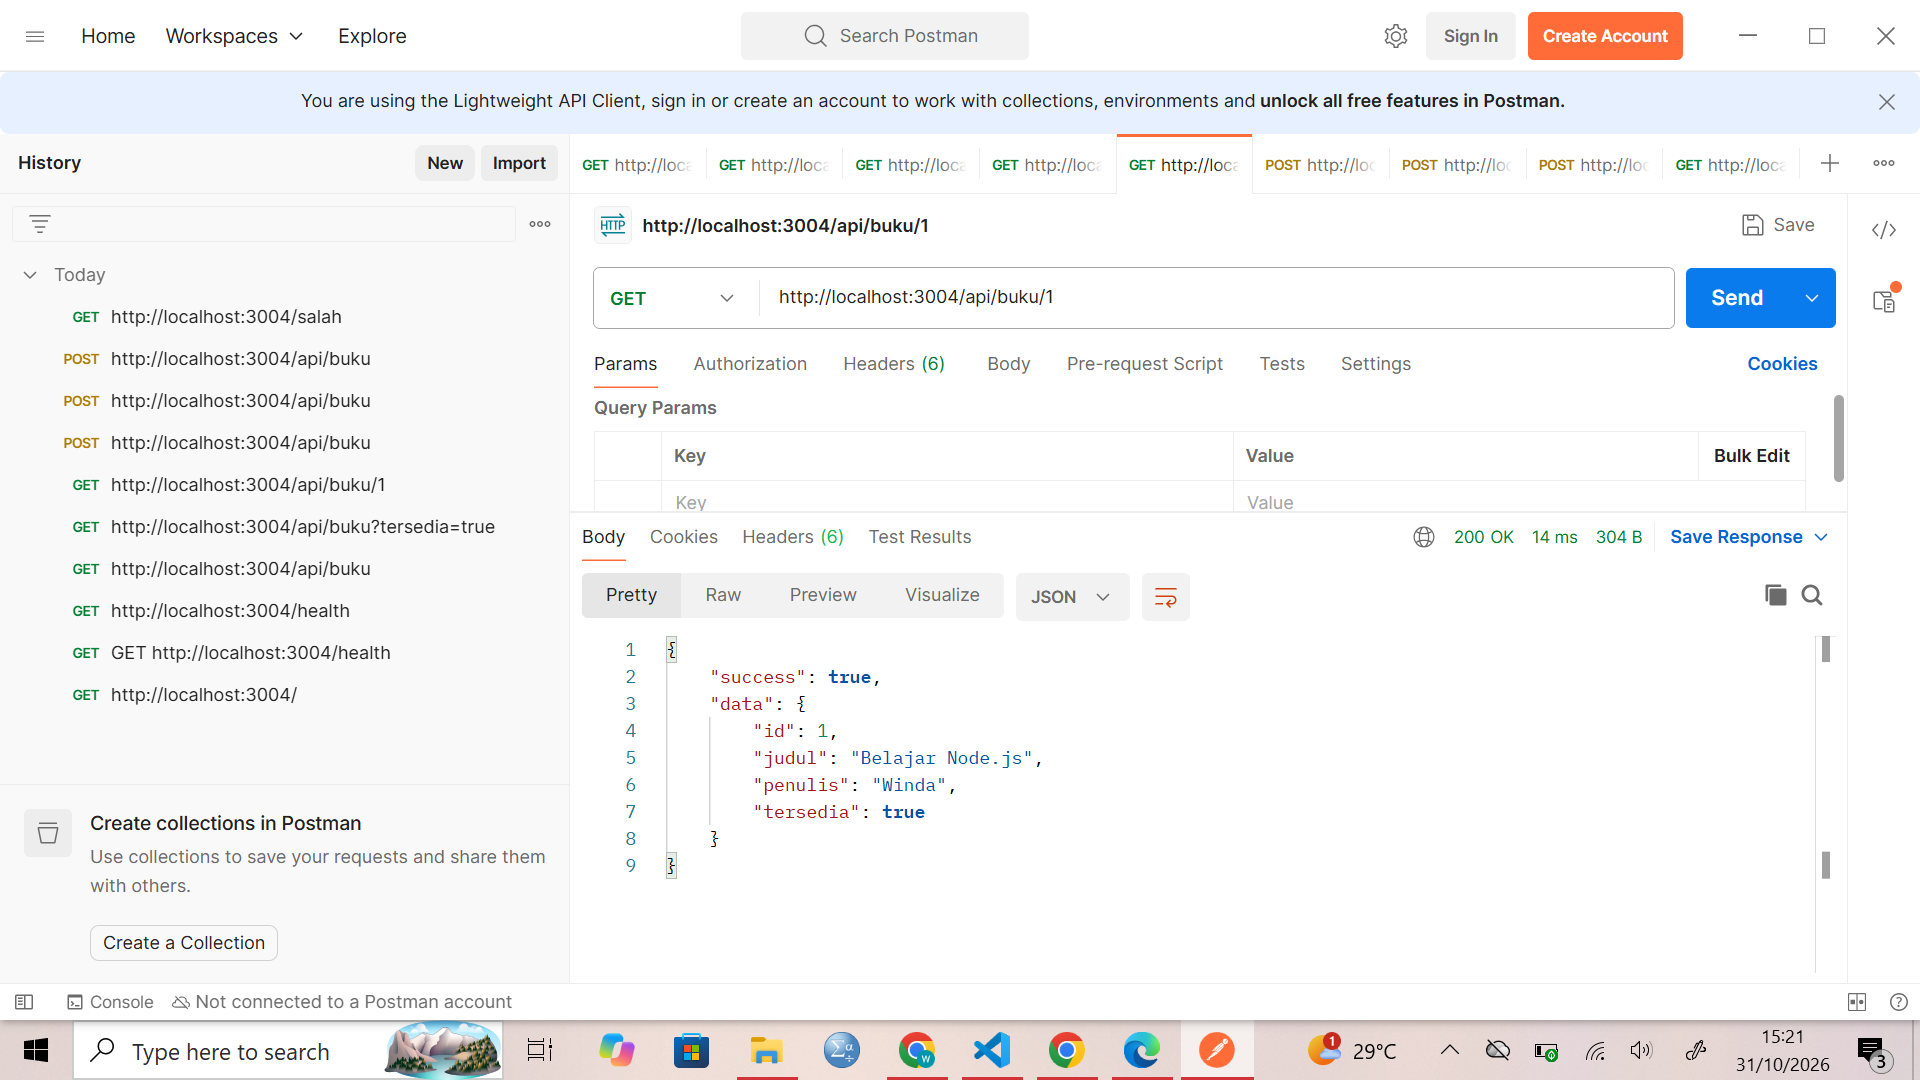 Home Workspaces Explore Search Postman Sign In Create Account
You are using the Lightweight API Client, sign in or create an account to work with collections, environments and unlock all free features in Postman.
History New Import
GET http://loca GET http://loca GET http://loca GET http://loca GET http://loca POST http://loc POST http://loc POST http://loc GET http://loca
HTTP http://localhost:3004/api/buku/1 Save
Today
GET http://localhost:3004/salah
POST http://localhost:3004/api/buku
POST http://localhost:3004/api/buku
POST http://localhost:3004/api/buku
GET http://localhost:3004/api/buku/1
GET http://localhost:3004/api/buku?tersedia=true
GET http://localhost:3004/api/buku
GET http://localhost:3004/health
GET GET http://localhost:3004/health
GET http://localhost:3004/
Create collections in Postman
Use collections to save your requests and share them
with others.
Create a Collection
GET http://localhost:3004/api/buku/1 Send
Params Authorization Headers (6) Body Pre-request Script Tests Settings Cookies
Query Params
Key Value Bulk Edit
Key Value
Body Cookies Headers (6) Test Results 200 OK 14 ms 304 B Save Response
Pretty Raw Preview Visualize JSON
1 {
2 "success": true,
3 "data": {
4 "id": 1,
5 "judul": "Belajar Node.js",
6 "penulis": "Winda",
7 "tersedia": true
8 }
9 }
Console Not connected to a Postman account
Type here to search W 1 29°C 15:21
31/10/2026 3